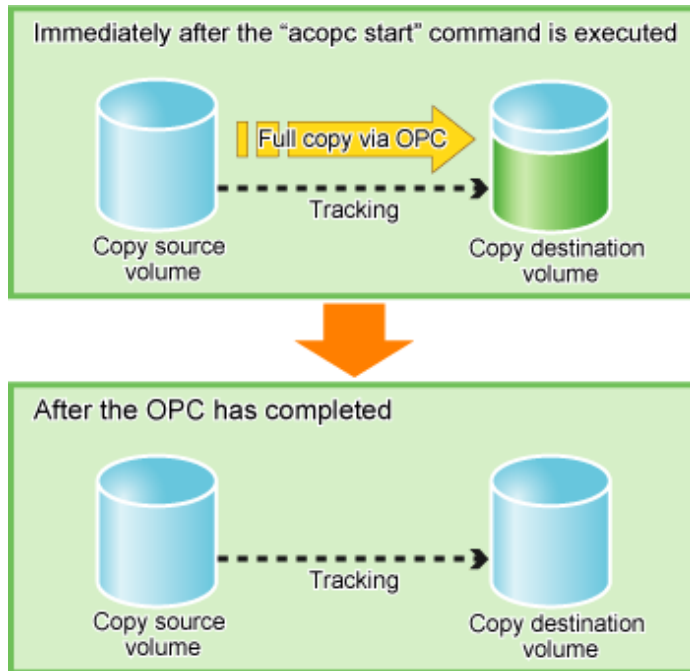 Immediately after the “acopc start” command is executed
Full copy via OPC
Tracking
Copy source
volume
Copy destination
volume
After the OPC has completed
Tracking
Copy source
volume
Copy destination
volume